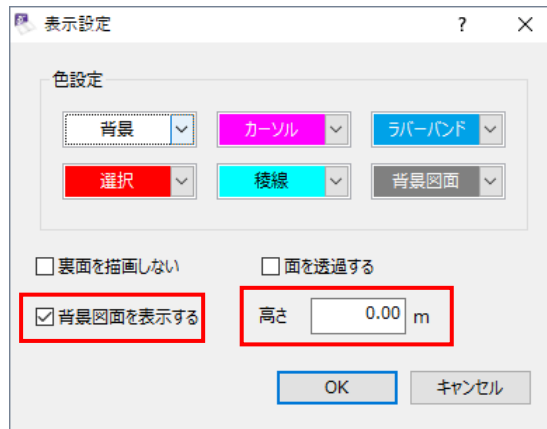 表示設定 ? ×
色設定
背景 カーソル ラバーバンド
選択 稜線 背景図面
裏面を描画しない 面を透過する
背景図面を表示する 高さ 0.00 m
OK キャンセル